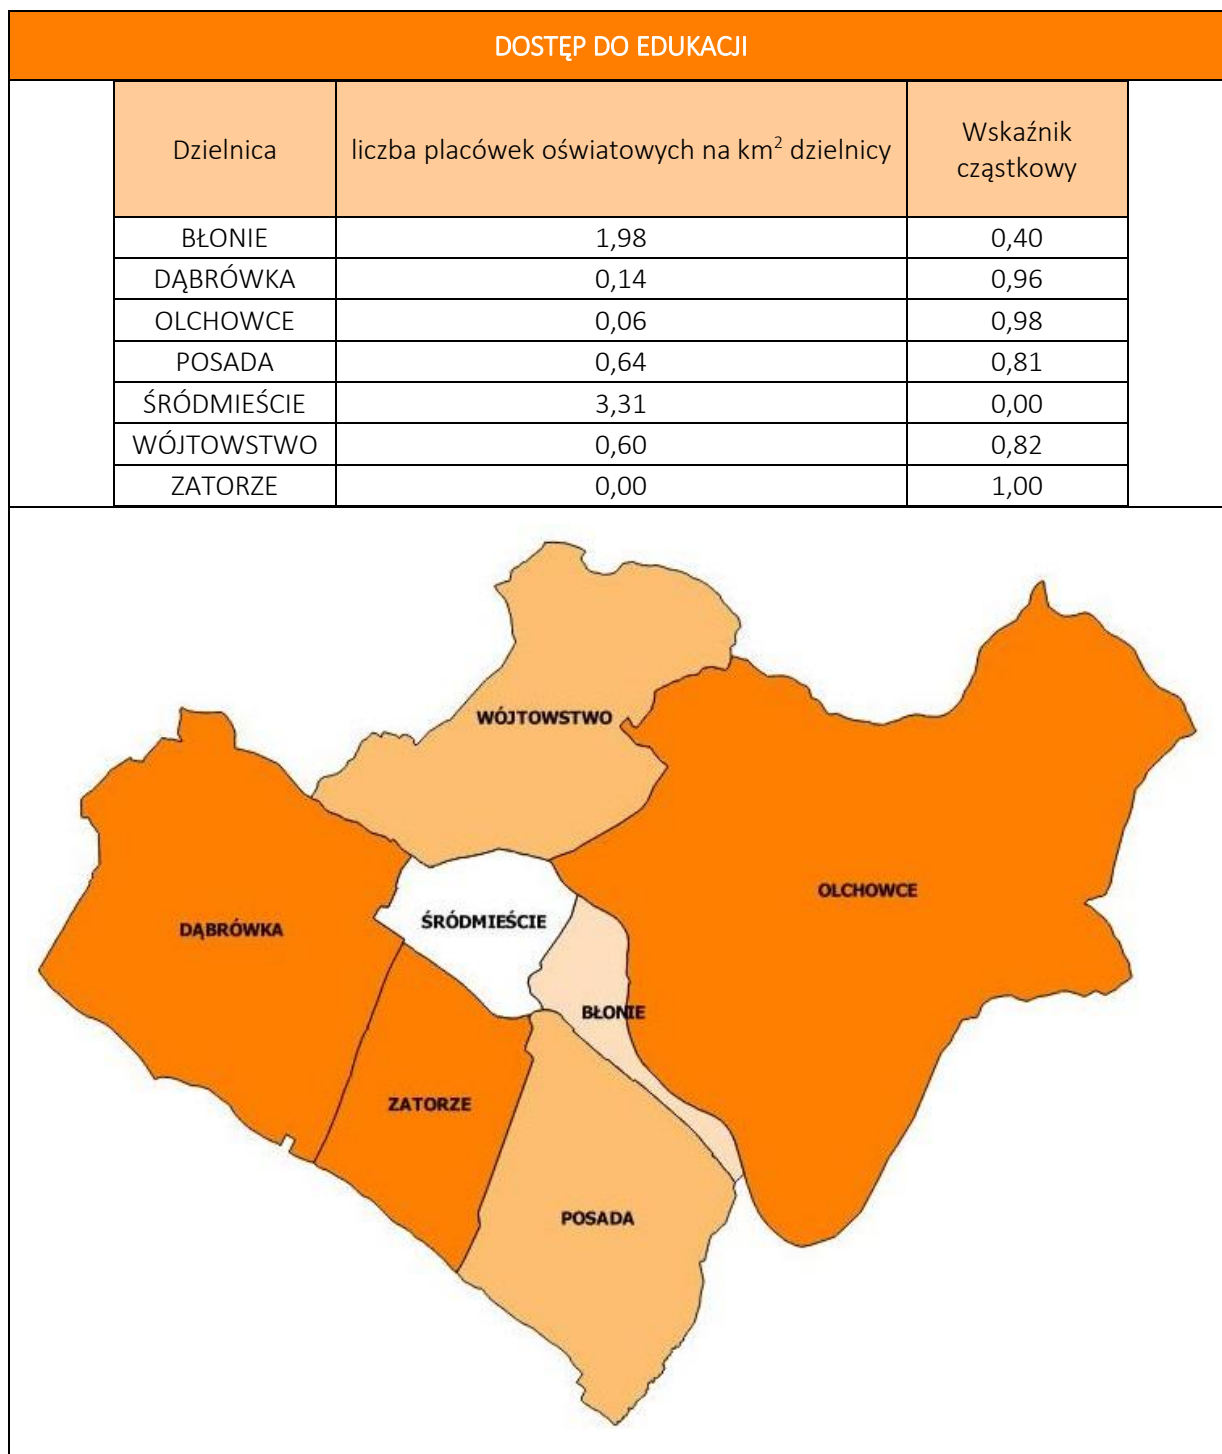 DOSTĘP DO EDUKACJI
Dzielnica liczba placówek oświatowych na km² dzielnicy Wskaźnik cząstkowy
BŁONIE 1,98 0,40
DĄBRÓWKA 0,14 0,96
OLCHOWCE 0,06 0,98
POSADA 0,64 0,81
ŚRÓDMIEŚCIE 3,31 0,00
WÓJTOWSTWO 0,60 0,82
ZATORZE 0,00 1,00
WÓJTOWSTWO
OLCHOWCE
ŚRÓDMIEŚCIE
DĄBRÓWKA
BŁONIE
ZATORZE
POSADA